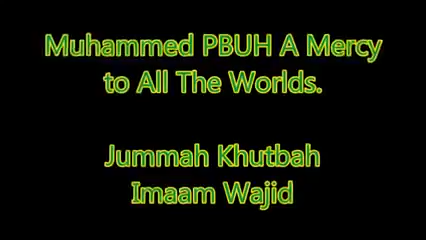 Muhammed PBUH A Mercy
to All The Worlds.
Jummah Khutbah
Imaam Wajid